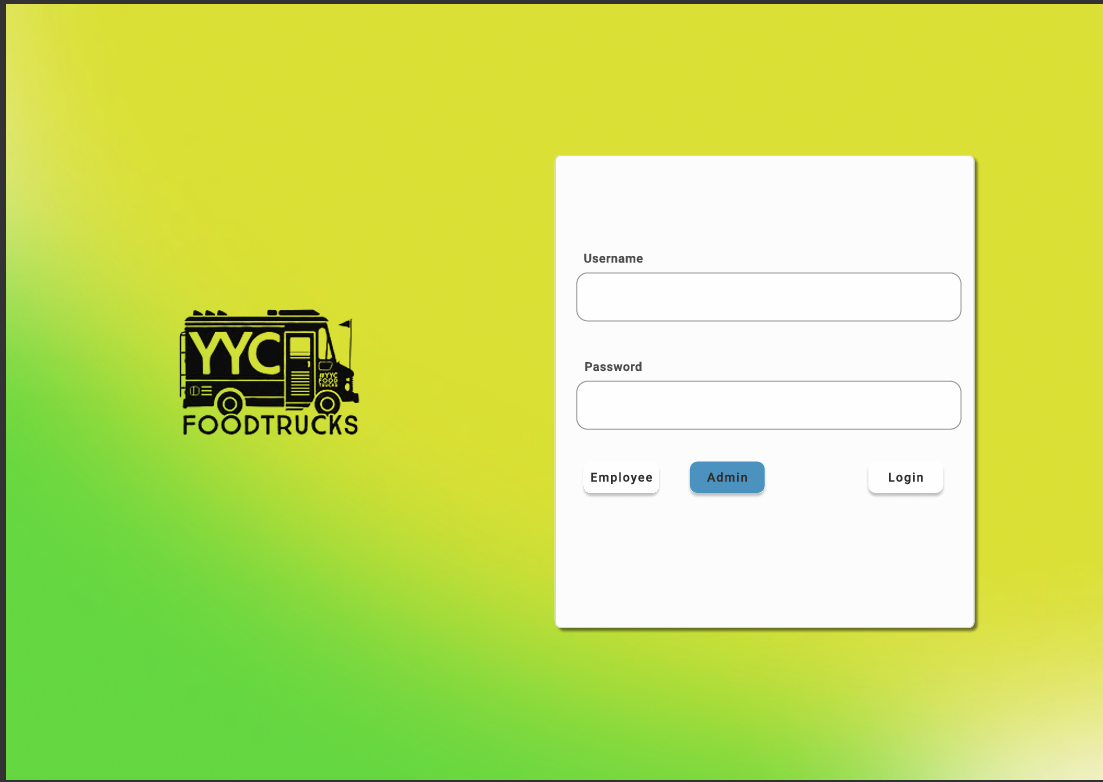 YYC
#YYC
FOOD
TRUCKS
FOODTRUCKS
Username
Password
Employee
Admin
Login